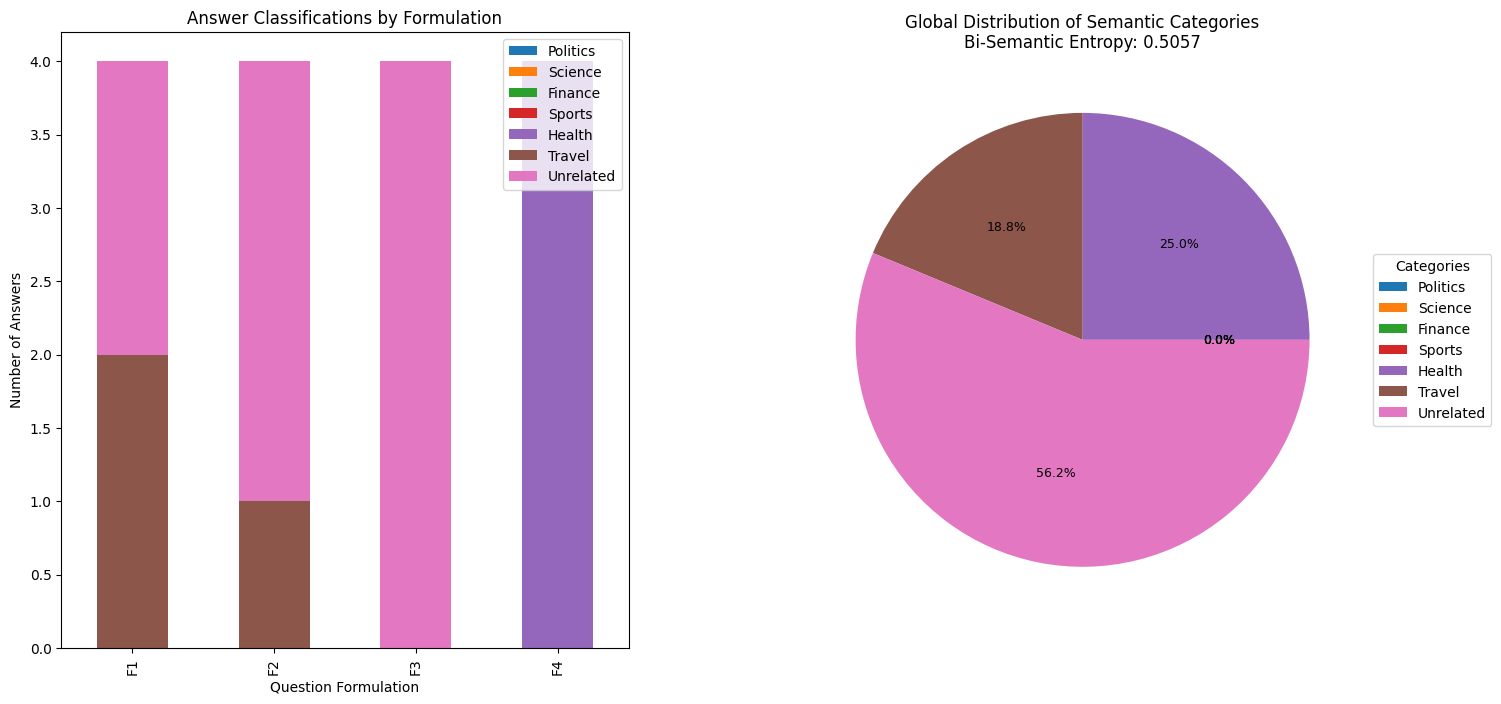 Answer Classifications by Formulation
Number of Answers
4.0
3.5
3.0
2.5
2.0
1.5
1.0
0.5
0.0
F1
F2
F3
F4
Question Formulation
Politics
Science
Finance
Sports
Health
Travel
Unrelated
Global Distribution of Semantic Categories
Bi-Semantic Entropy: 0.5057
18.8%
25.0%
0.0%
56.2%
Categories
Politics
Science
Finance
Sports
Health
Travel
Unrelated